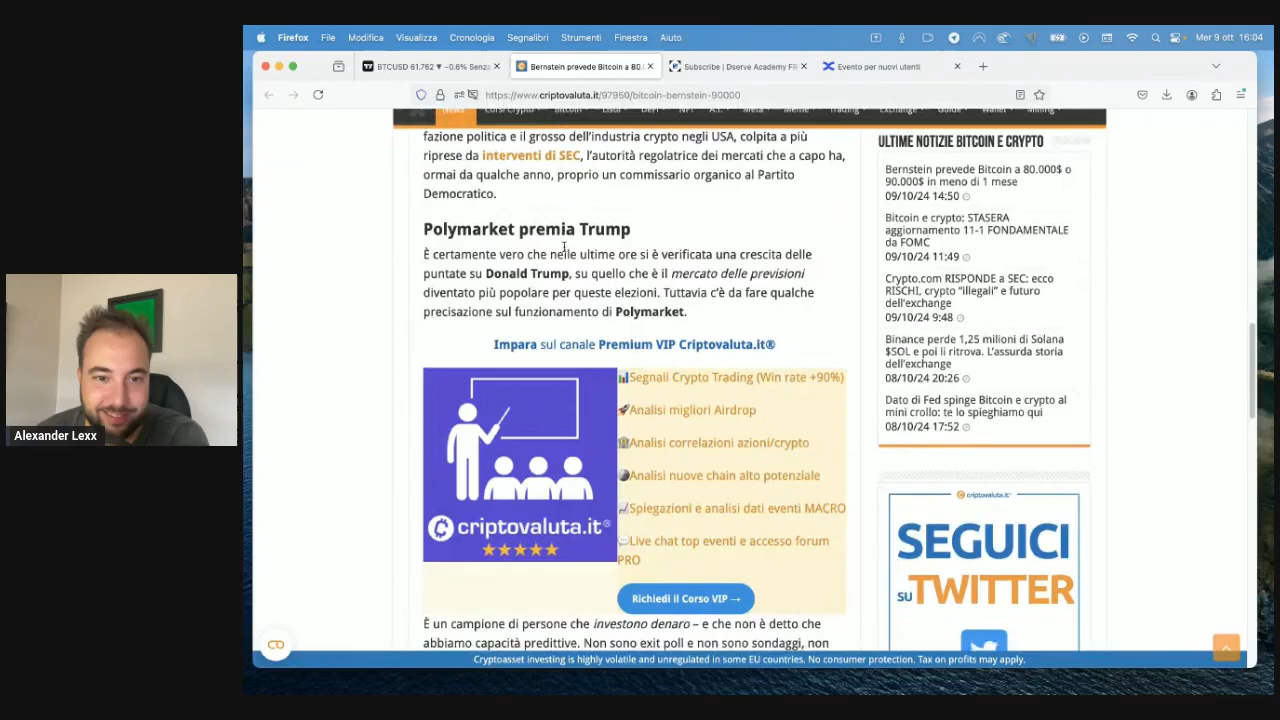 Firefox File Modifica Visualizza Cronologia Segnalibri Strumenti Finestra Aiuto Mer 9 ott 16:04
BTCUSD 61.762 ▼ −0.6% Senza
Bernstein prevede Bitcoin a 80.
Subscribe | Dserve Academy
Evento per nuovi utenti
https://www.criptovaluta.it/97950/bitcoin-bernstein-90000
News
fazione politica e il grosso dell’industria crypto negli USA, colpita a più
riprese da interventi di SEC, l’autorità regolatrice dei mercati che a capo ha,
ormai da qualche anno, proprio un commissario organico al Partito
Democratico.
Polymarket premia Trump
È certamente vero che nelle ultime ore si è verificata una crescita delle
puntate su Donald Trump, su quello che è il mercato delle previsioni
diventato più popolare per queste elezioni. Tuttavia c’è da fare qualche
precisazione sul funzionamento di Polymarket.
Impara sul canale Premium VIP Criptovaluta.it®
criptovaluta.it®
📊Segnali Crypto Trading (Win rate +90%)
🚀Analisi migliori Airdrop
Analisi correlazioni azioni/crypto
Analisi nuove chain alto potenziale
📈Spiegazioni e analisi dati eventi MACRO
💬Live chat top eventi e accesso forum
PRO
Richiedi il Corso VIP →
È un campione di persone che investono denaro – e che non è detto che
abbiamo capacità predittive. Non sono exit poll e non sono sondaggi, non
ULTIME NOTIZIE BITCOIN E CRYPTO
Bernstein prevede Bitcoin a 80.000$ o
90.000$ in meno di 1 mese
09/10/24 14:50
Bitcoin e crypto: STASERA
aggiornamento 11-1 FONDAMENTALE
da FOMC
09/10/24 11:49
Crypto.com RISPONDE a SEC: ecco
RISCHI, crypto “illegali” e futuro
dell’exchange
09/10/24 9:48
Binance perde 1,25 milioni di Solana
$SOL e poi li ritrova. L’assurda storia
dell’exchange
08/10/24 20:26
Dato di Fed spinge Bitcoin e crypto al
mini crollo: te lo spieghiamo qui
08/10/24 17:52
criptovaluta.it
SEGUICI
SU TWITTER
Cryptoasset investing is highly volatile and unregulated in some EU countries. No consumer protection. Tax on profits may apply.
Alexander Lexx